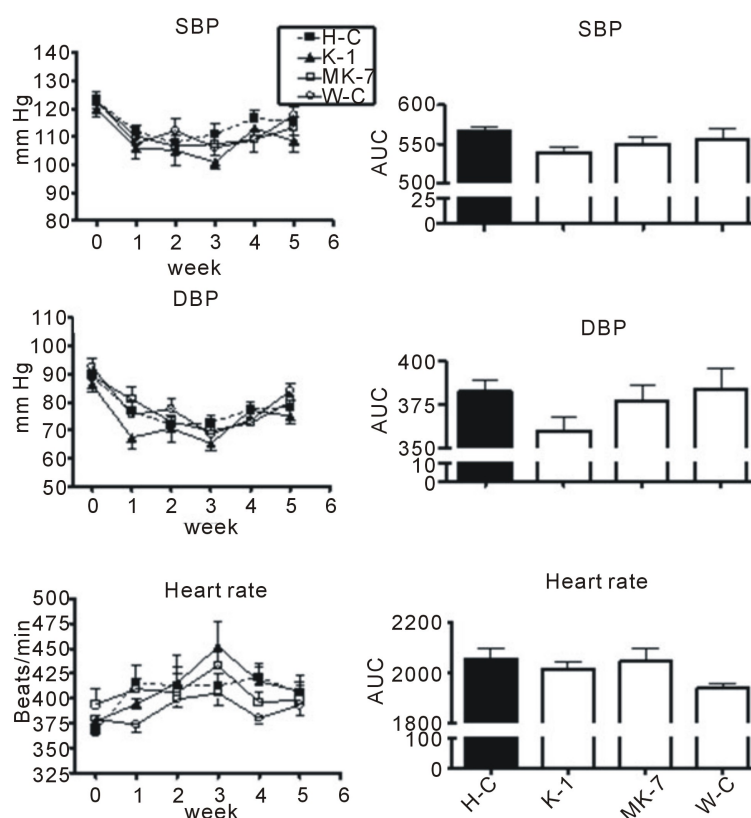 SBP
H-C
K-1
MK-7
W-C
140
130
120
110
100
90
80
mm Hg
0 1 2 3 4 5 6
week
SBP
600
550
500
25
0
AUC
DBP
110
100
90
80
70
60
50
mm Hg
0 1 2 3 4 5 6
week
DBP
400
375
350
10
0
AUC
Heart rate
500
475
450
425
400
375
350
325
Beats/min
0 1 2 3 4 5 6
week
Heart rate
2200
2000
1800
100
0
AUC
H-C K-1 MK-7 W-C